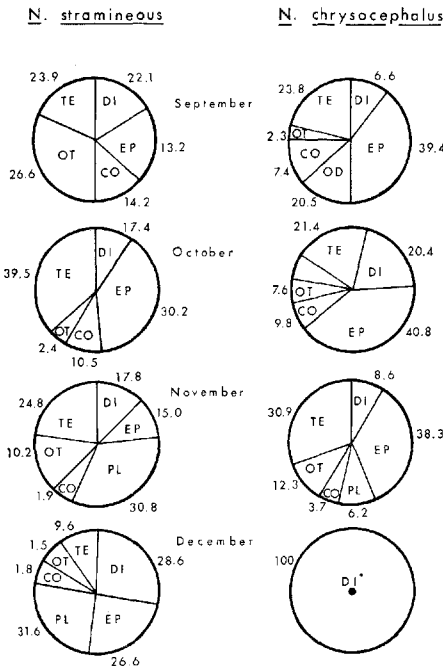 N. stramineous N. chrysocephalus
23.9 22.1 23.8 6.6
TE DI TE DI
September
OT EP 13.2 2.3 OT EP 39.4
26.6 CO CO
7.4 OD
14.2 20.5
17.4 21.4
October
DI TE 20.4
39.5 TE DI
EP 7.6 OT
30.2 CO
OT CO 9.8 EP 40.8
2.4
10.5
17.8 8.6
November
24.8 DI 15.0 30.9 DI
TE EP TE 38.3
10.2 OT EP
PL OT
CO 12.3 CO PL
1.9 3.7 6.2
30.8
9.6 December
1.5 TE 28.6 100
OT DI
1.8 CO DI*
PL EP
31.6
26.6